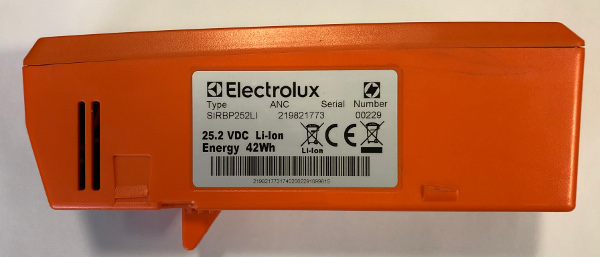 Electrolux
Type ANC Serial Number
SIRBP252LI 219821773 00229
25.2 VDC Li-Ion
Energy 42Wh
Li-Ion